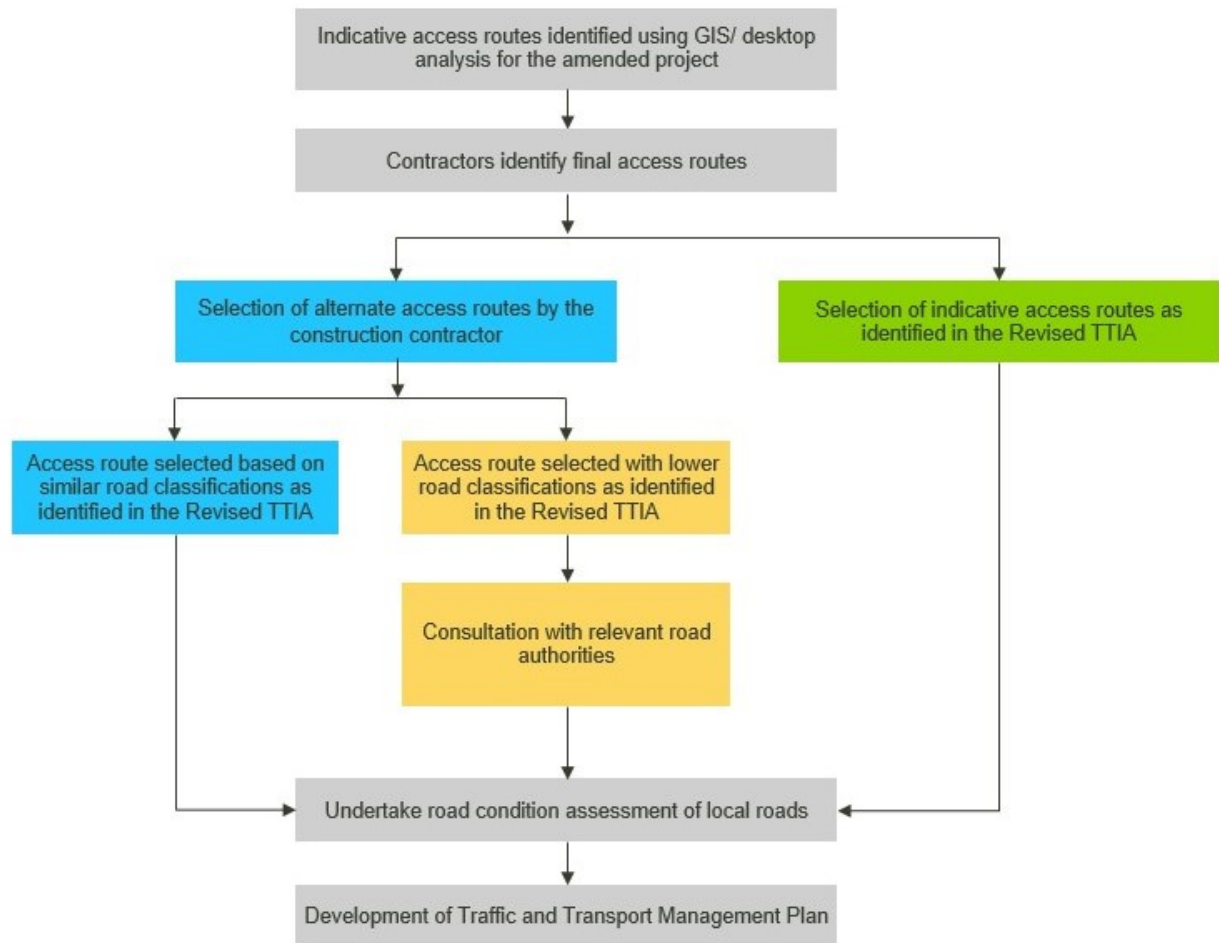 Indicative access routes identified using GIS/ desktop
analysis for the amended project
Contractors identify final access routes
Selection of alternate access routes by the
construction contractor
Selection of indicative access routes as
identified in the Revised TTIA
Access route selected based on
similar road classifications as
identified in the Revised TTIA
Access route selected with lower
road classifications as identified
in the Revised TTIA
Consultation with relevant road
authorities
Undertake road condition assessment of local roads
Development of Traffic and Transport Management Plan